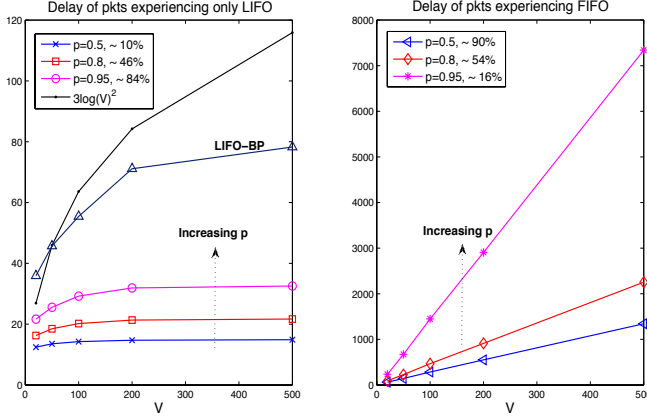 Delay of pkts experiencing only LIFO
120
100
80
60
40
20
0
p=0.5, ~ 10%
p=0.8, ~ 46%
p=0.95, ~ 84%
3log(V)²
LIFO−BP
Increasing p
0 100 200 300 400 500
V
Delay of pkts experiencing FIFO
8000
7000
6000
5000
4000
3000
2000
1000
0
p=0.5, ~ 90%
p=0.8, ~ 54%
p=0.95, ~ 16%
Increasing p
0 100 200 300 400 500
V